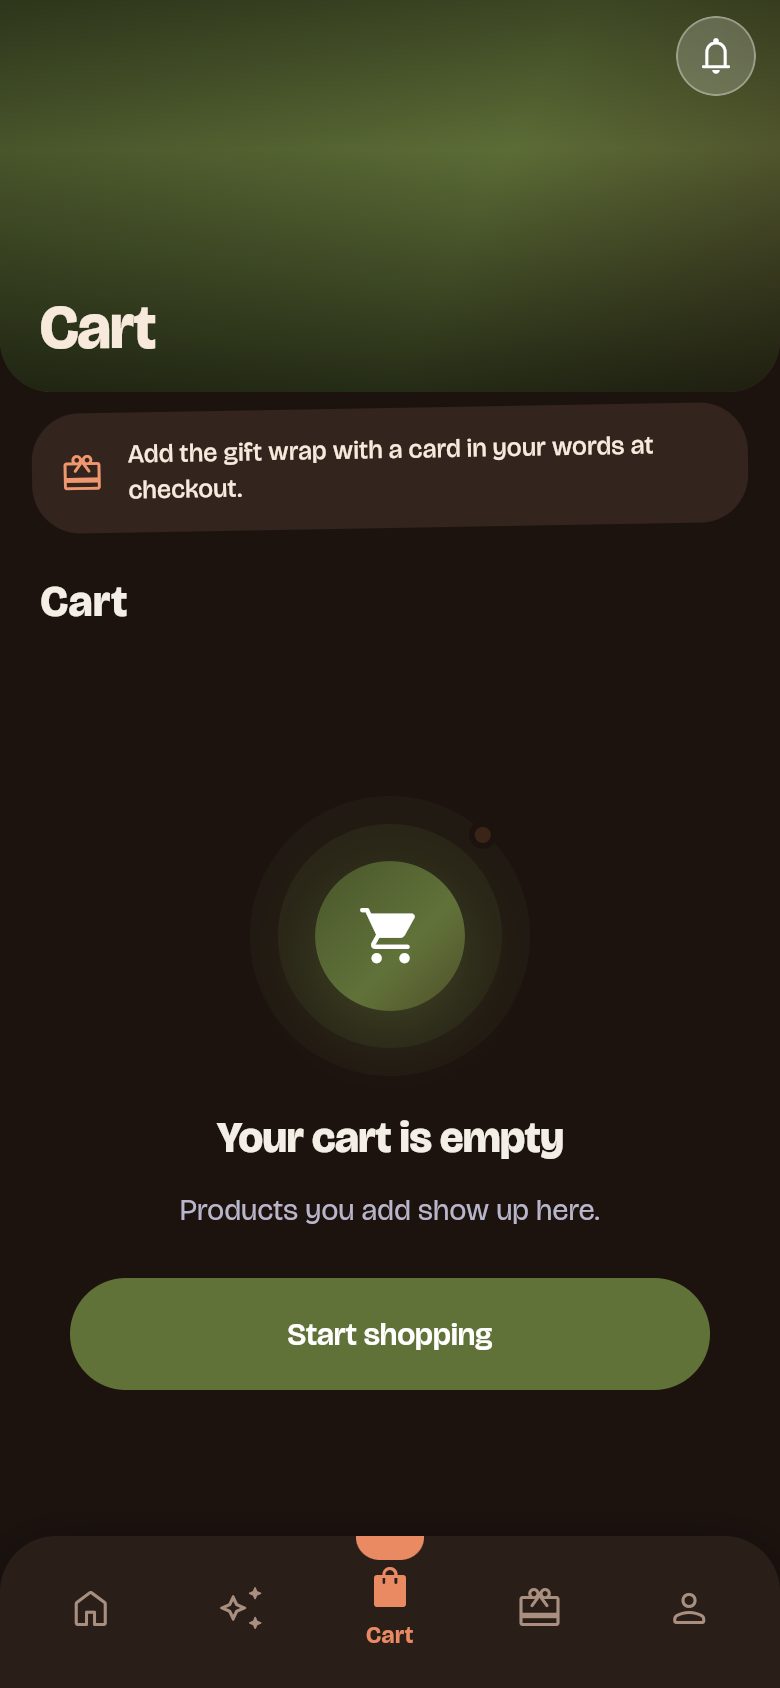 Cart
Add the gift wrap with a card in your words at
checkout.
Cart
Your cart is empty
Products you add show up here.
Start shopping
Cart